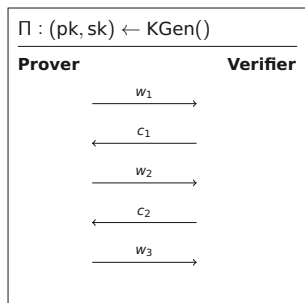 Π : (pk, sk) ← KGen()
Prover Verifier
w₁
c₁
w₂
c₂
w₃